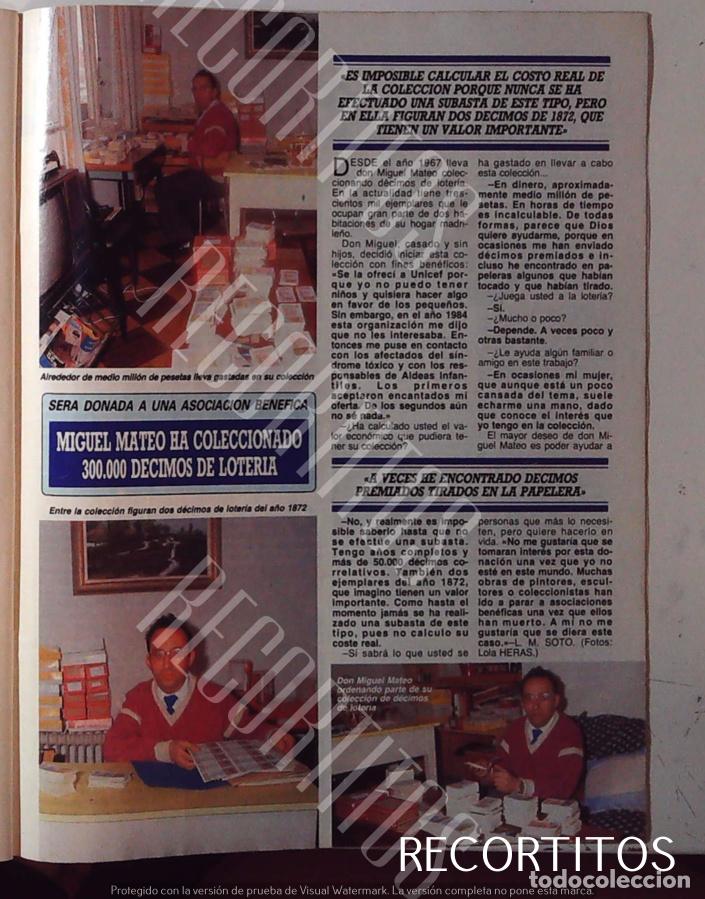 «ES IMPOSIBLE CALCULAR EL COSTO REAL DE
LA COLECCION PORQUE NUNCA SE HA
EFECTUADO UNA SUBASTA DE ESTE TIPO, PERO
EN ELLA FIGURAN DOS DECIMOS DE 1872, QUE
TIENEN UN VALOR IMPORTANTE»
DESDE el año 1967 lleva
don Miguel Mateo colec-
cionando décimos de lotería.
En la actualidad tiene tres-
cientos mil ejemplares que le
ocupan gran parte de dos ha-
bitaciones de su hogar madri-
leño.
Don Miguel, casado y sin
hijos, decidió iniciar esta co-
lección con fines benéficos:
«Se la ofrecí a Unicef por-
que yo no puedo tener
niños y quisiera hacer algo
en favor de los pequeños.
Sin embargo, en el año 1984
esta organización me dijo
que no les interesaba. En-
tonces me puse en contacto
con los afectados del sín-
drome tóxico y con los res-
ponsables de Aldeas Infan-
tiles. Los primeros
aceptaron encantados mi
oferta. De los segundos aún
no sé nada.»
—¿Ha calculado usted el va-
lor económico que pudiera te-
ner su colección?
ha gastado en llevar a cabo
esta colección...
—En dinero, aproximada-
mente medio millón de pe-
setas. En horas de tiempo
es incalculable. De todas
formas, parece que Dios
quiere ayudarme, porque en
ocasiones me han enviado
décimos premiados e in-
cluso he encontrado en pa-
peleras algunos que habían
tocado y que habían tirado.
—¿Juega usted a la lotería?
—Sí.
—¿Mucho o poco?
—Depende. A veces poco y
otras bastante.
—¿Le ayuda algún familiar o
amigo en este trabajo?
—En ocasiones mi mujer,
que aunque está un poco
cansada del tema, suele
echarme una mano, dado
que conoce el interés que
yo tengo en la colección.
El mayor deseo de don Mi-
guel Mateo es poder ayudar a
Alrededor de medio millón de pesetas lleva gastadas en su colección
SERA DONADA A UNA ASOCIACION BENEFICA
MIGUEL MATEO HA COLECCIONADO
300.000 DECIMOS DE LOTERIA
Entre la colección figuran dos décimos de lotería del año 1872
«A VECES HE ENCONTRADO DECIMOS
PREMIADOS TIRADOS EN LA PAPELERA»
—No, y realmente es impo-
sible saberlo hasta que no
se efectúe una subasta.
Tengo años completos y
más de 50.000 décimos co-
rrelativos. También dos
ejemplares del año 1872,
que imagino tienen un valor
importante. Como hasta el
momento jamás se ha reali-
zado una subasta de este
tipo, pues no calculo su
coste real.
—Sí sabrá lo que usted se
personas que más lo necesi-
ten, pero quiere hacerlo en
vida. «No me gustaría que se
tomaran interés por esta do-
nación una vez que yo no
esté en este mundo. Muchas
obras de pintores, escul-
tores o coleccionistas han
ido a parar a asociaciones
benéficas una vez que ellos
han muerto. A mí no me
gustaría que se diera este
caso.»—L. M. SOTO. (Fotos:
Lola HERAS.)
Don Miguel Mateo
ordenando parte de su
colección de décimos
de lotería
RECORTITOS
RECORTITOS
RECORTITOS
todocoleccion
Protegido con la versión de prueba de Visual Watermark. La versión completa no pone esta marca.